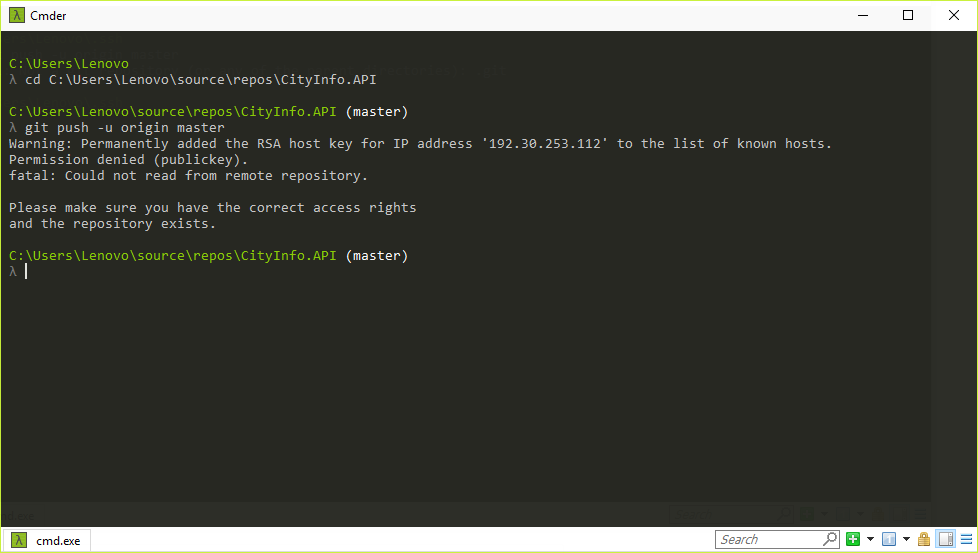 λ Cmder
C:\Users\Lenovo
λ cd C:\Users\Lenovo\source\repos\CityInfo.API
C:\Users\Lenovo\source\repos\CityInfo.API (master)
λ git push -u origin master
Warning: Permanently added the RSA host key for IP address '192.30.253.112' to the list of known hosts.
Permission denied (publickey).
fatal: Could not read from remote repository.
Please make sure you have the correct access rights
and the repository exists.
C:\Users\Lenovo\source\repos\CityInfo.API (master)
λ
λ cmd.exe
Search